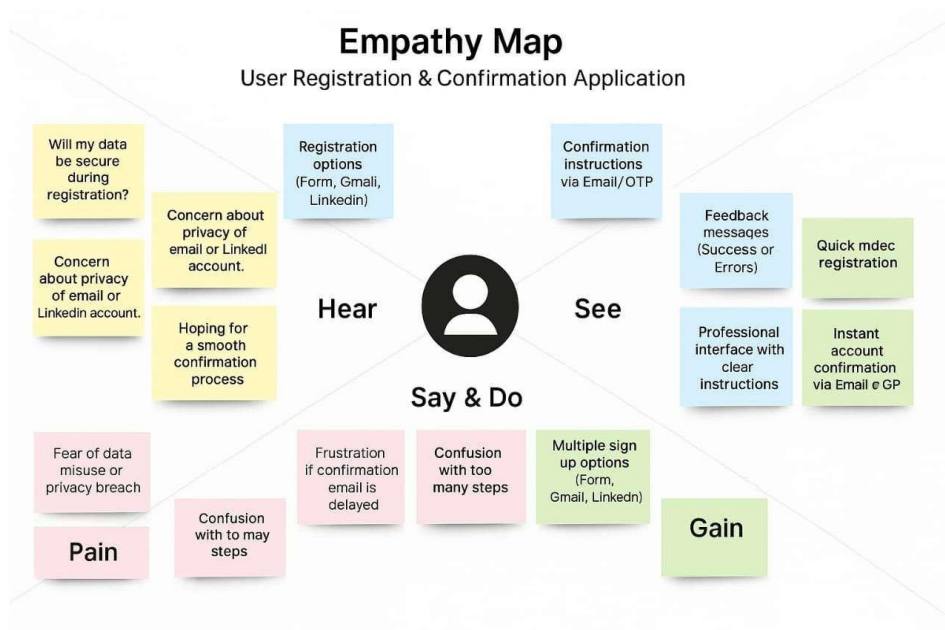 Empathy Map
User Registration & Confirmation Application
Will my data
be secure
during
registration?
Concern about
privacy of
email or LinkedI
account.
Concern
about privacy
of email or
Linkedin account.
Hoping for
a smooth
confirmation
process
Registration
options
(Form, Gmali,
Linkedin)
Hear
Confirmation
instructions
via Email/OTP
See
Feedback
messages
(Success or
Errors)
Quick mdec
registration
Professional
interface with
clear
instructions
Instant
account
confirmation
via Email e GP
Say & Do
Fear of data
misuse or
privacy breach
Pain
Confusion
with to may
steps
Frustration
if confirmation
email is
delayed
Confusion
with too
many steps
Multiple sign
up options
(Form,
Gmail, Linkedn)
Gain